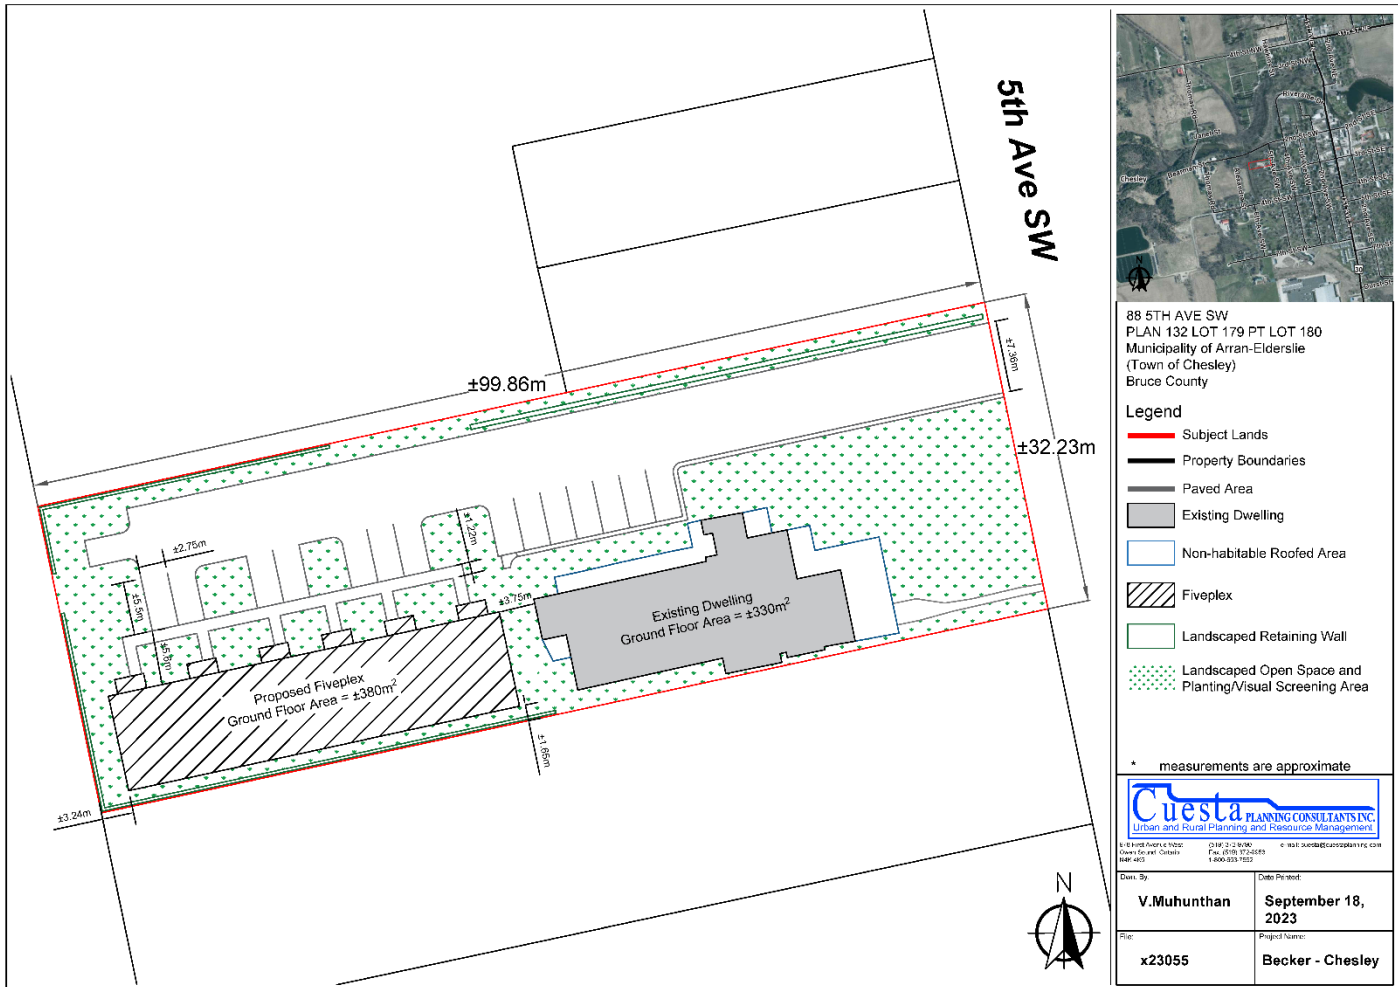 5th Ave SW
±99.86m
±7.36m
±32.23m
±1.22m
±2.75m
±5.5m
±3.75m
±5.6m
Existing Dwelling
Ground Floor Area = ±330m²
Proposed Fiveplex
Ground Floor Area = ±380m²
±1.65m
±3.24m
N
Chesley
N
88 5TH AVE SW
PLAN 132 LOT 179 PT LOT 180
Municipality of Arran-Elderslie
(Town of Chesley)
Bruce County
Legend
Subject Lands
Property Boundaries
Paved Area
Existing Dwelling
Non-habitable Roofed Area
Fiveplex
Landscaped Retaining Wall
Landscaped Open Space and
Planting/Visual Screening Area
* measurements are approximate
Cuesta PLANNING CONSULTANTS INC.
Urban and Rural Planning and Resource Management
Dwn. By:
V.Muhunthan
Date Printed:
September 18,
2023
File:
x23055
Project Name:
Becker - Chesley